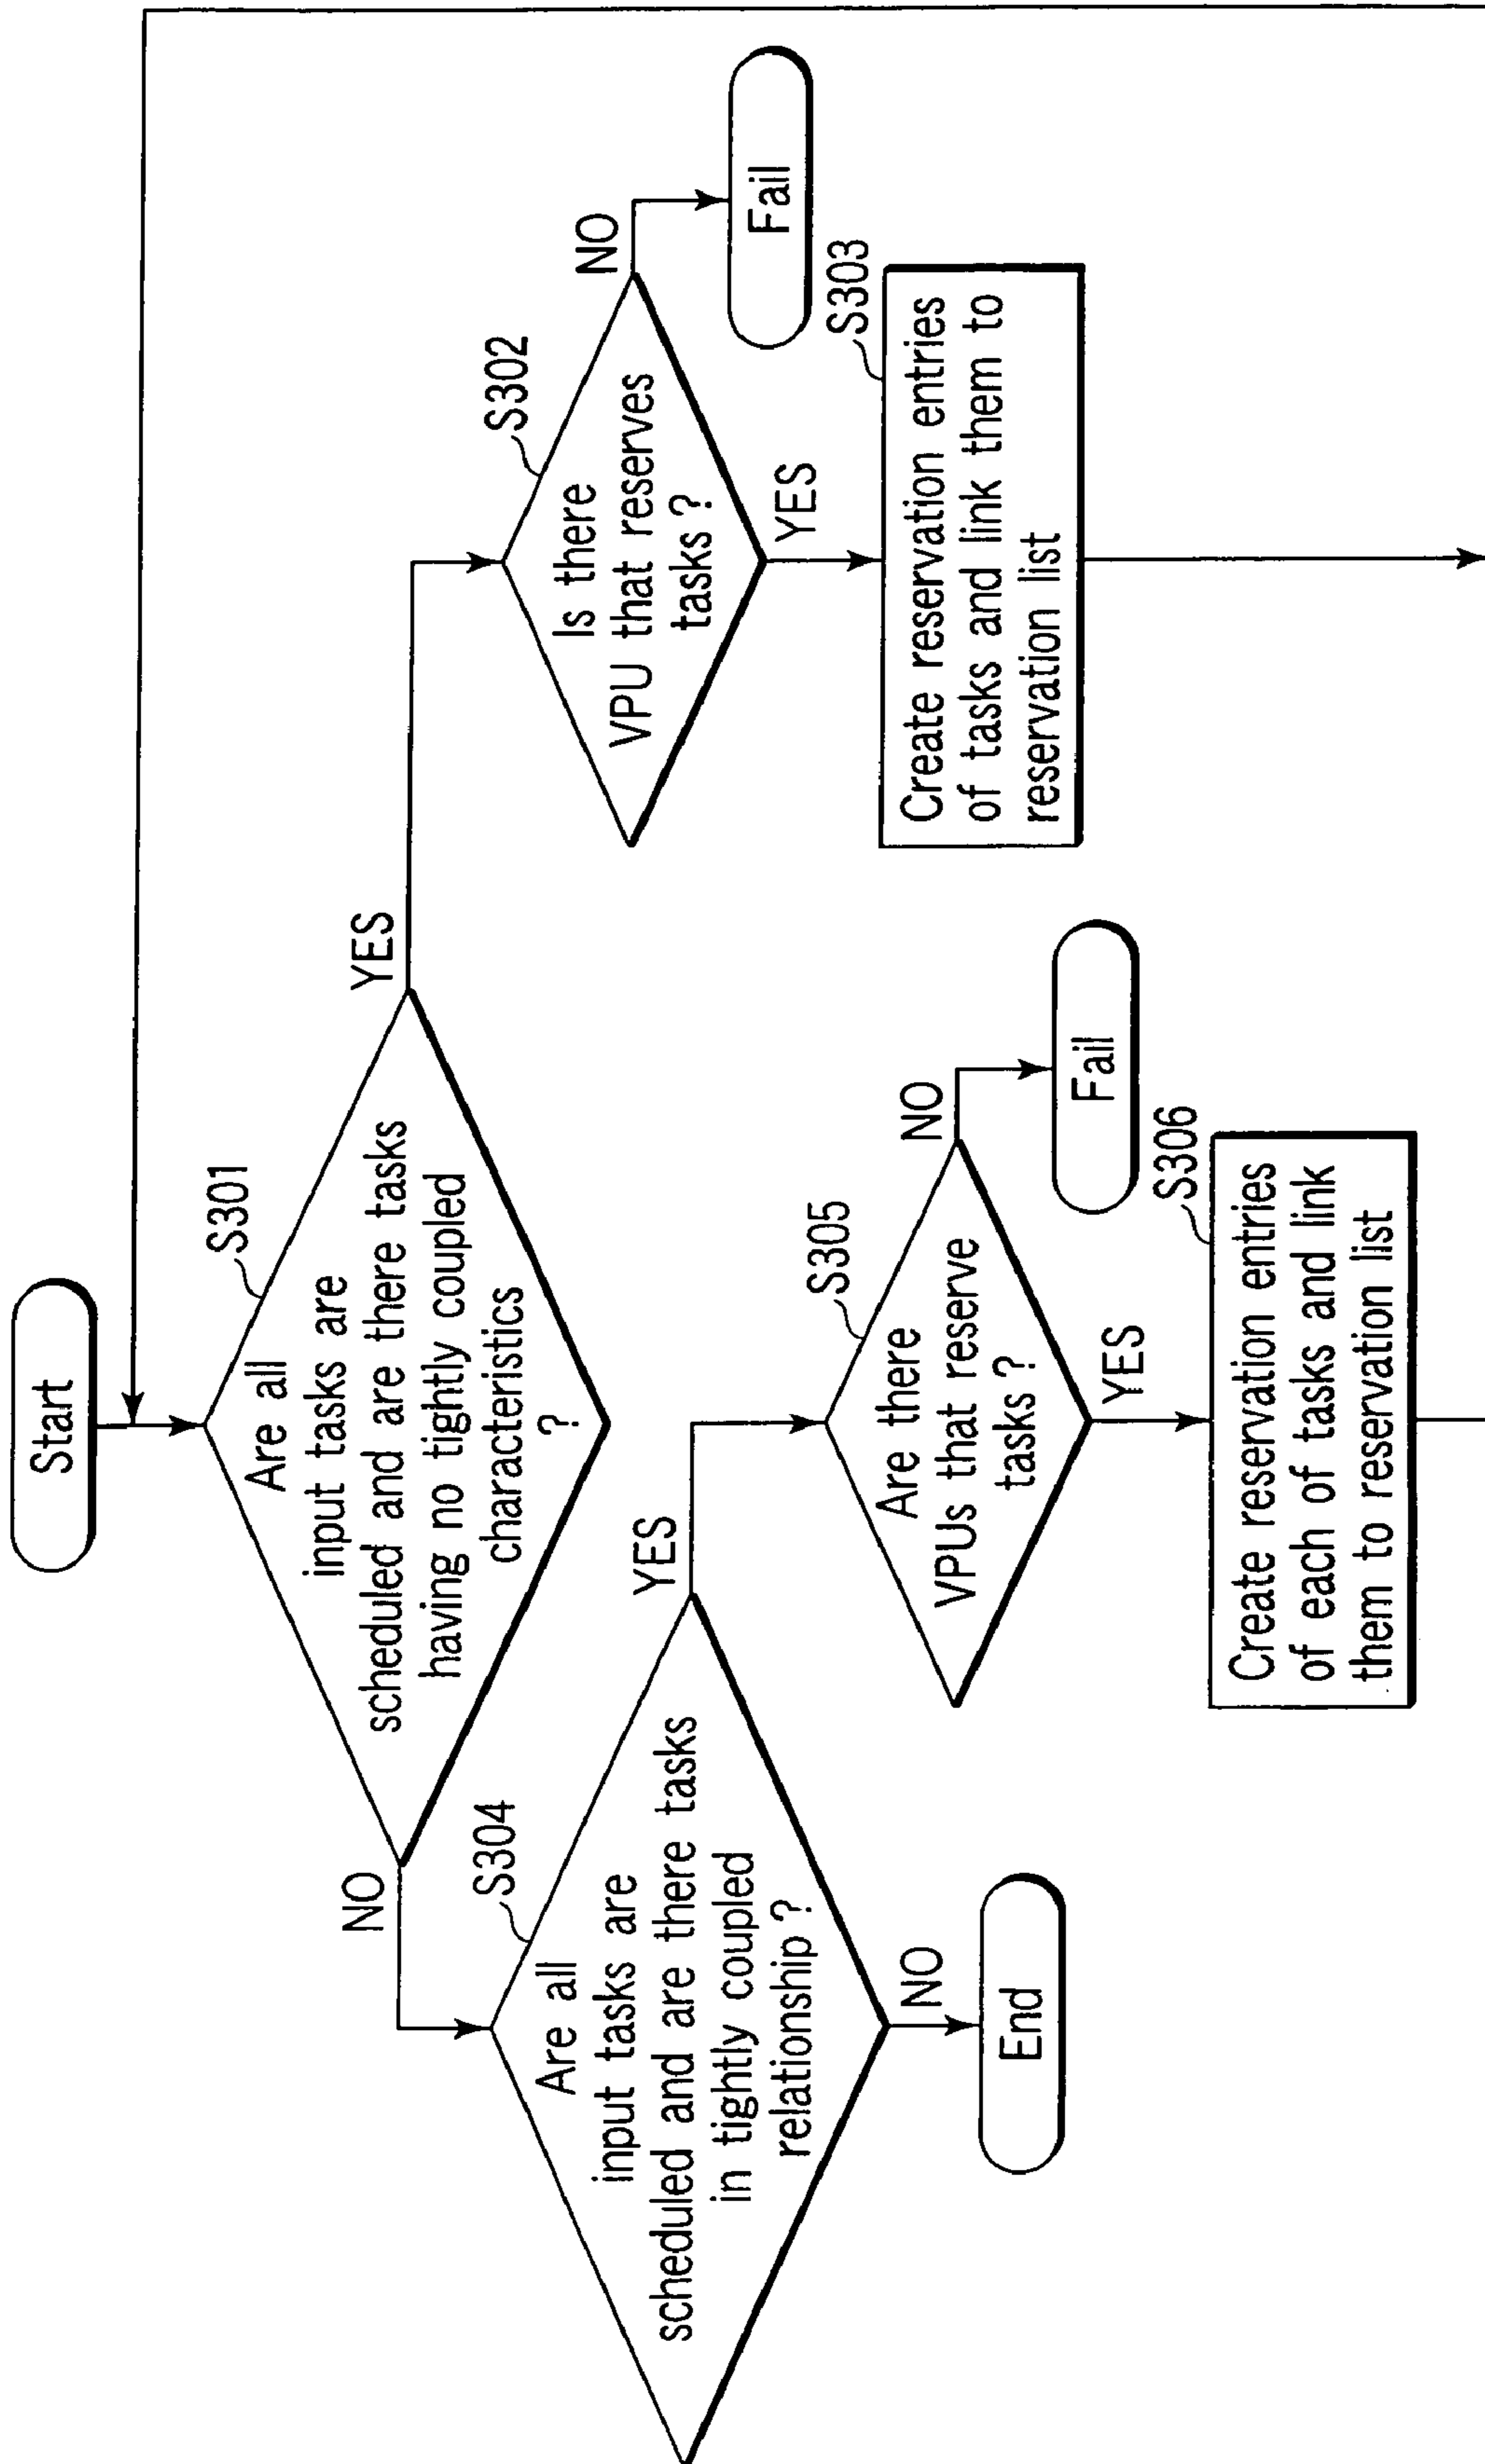 Start
S301
Are all
input tasks are
scheduled and are there tasks
having no tightly coupled
characteristics
?
YES
NO
S302
Is there
VPU that reserves
tasks ?
NO
Fail
YES
S303
Create reservation entries
of tasks and link them to
reservation list
S304
Are all
input tasks are
scheduled and are there tasks
in tightly coupled
relationship ?
YES
NO
End
S305
Are there
VPUs that reserve
tasks ?
NO
Fail
YES
S306
Create reservation entries
of each of tasks and link
them to reservation list